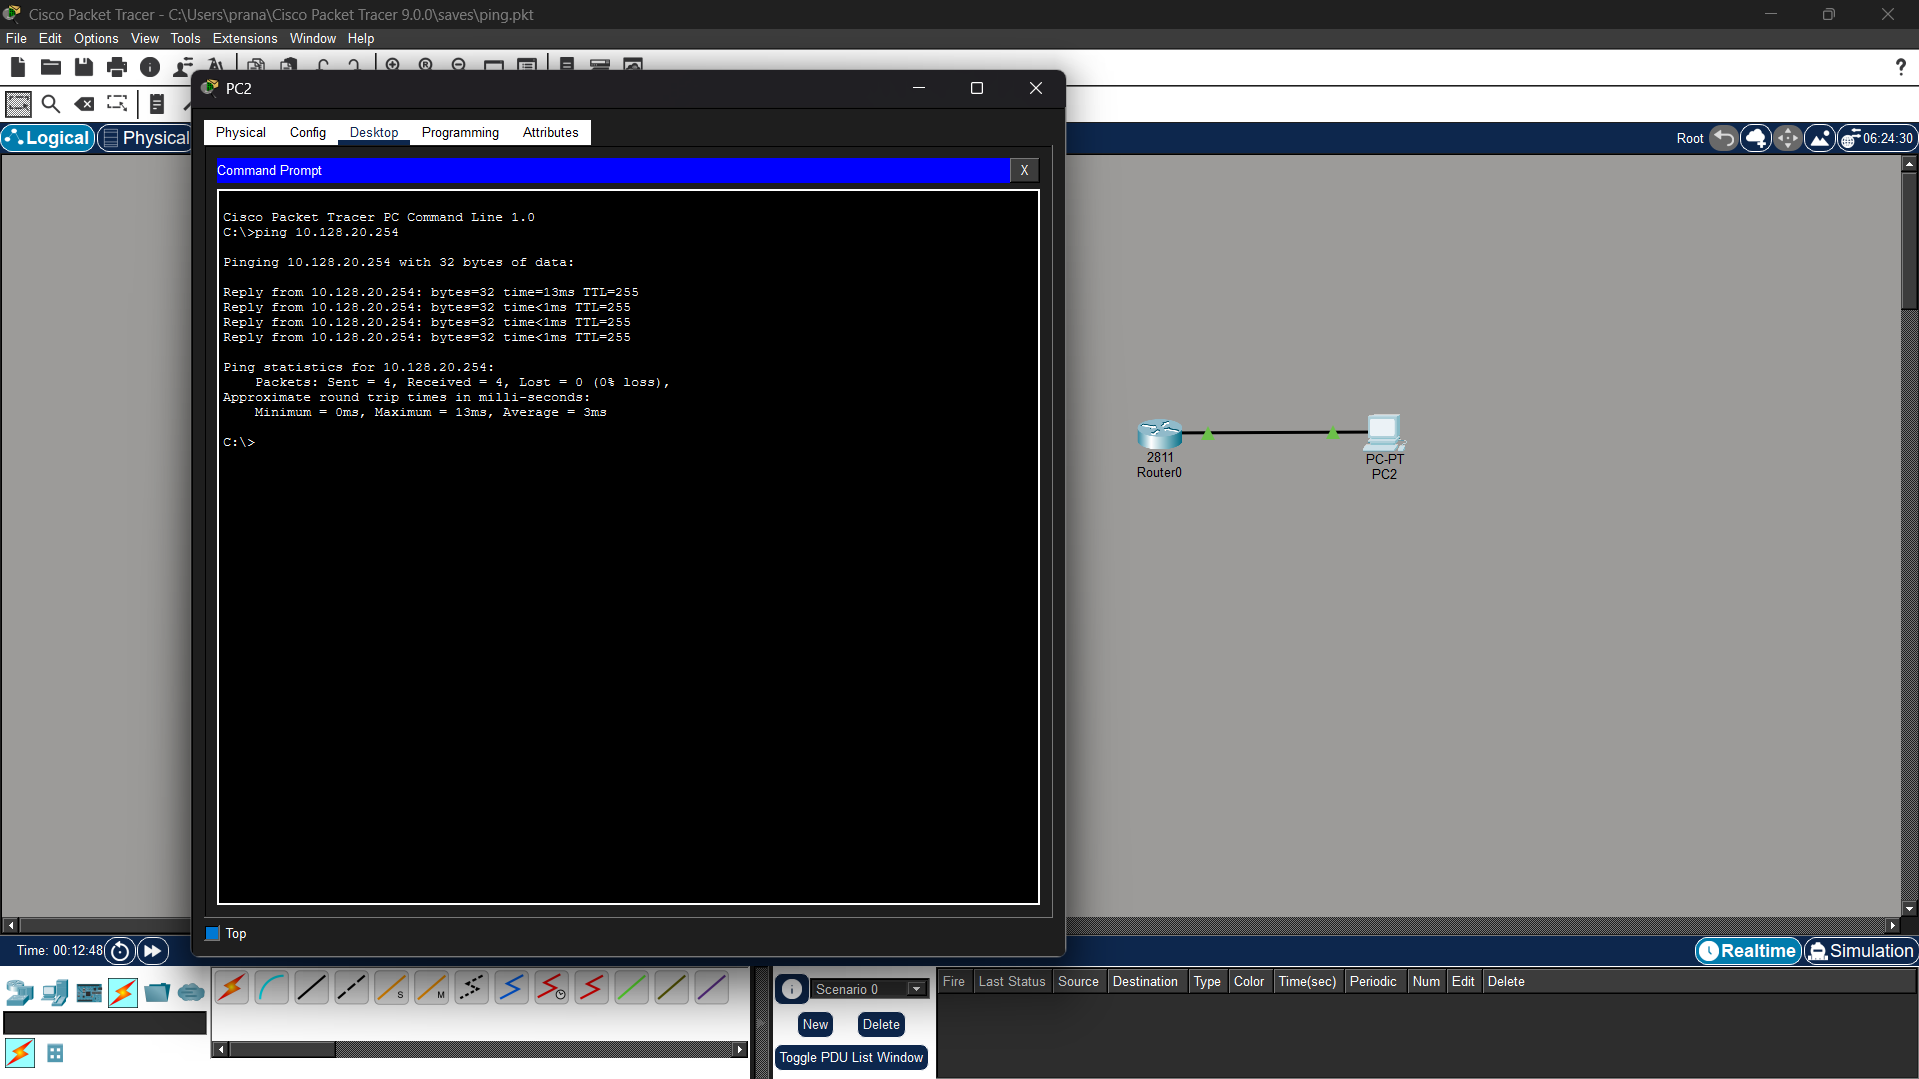 Cisco Packet Tracer - C:\Users\prana\Cisco Packet Tracer 9.0.0\saves\ping.pkt
File Edit Options View Tools Extensions Window Help
?
PC2
Logical Physical
Root 06:24:30
Physical Config Desktop Programming Attributes
Command Prompt X
Cisco Packet Tracer PC Command Line 1.0
C:\>ping 10.128.20.254
Pinging 10.128.20.254 with 32 bytes of data:
Reply from 10.128.20.254: bytes=32 time=13ms TTL=255
Reply from 10.128.20.254: bytes=32 time<1ms TTL=255
Reply from 10.128.20.254: bytes=32 time<1ms TTL=255
Reply from 10.128.20.254: bytes=32 time<1ms TTL=255
Ping statistics for 10.128.20.254:
Packets: Sent = 4, Received = 4, Lost = 0 (0% loss),
Approximate round trip times in milli-seconds:
Minimum = 0ms, Maximum = 13ms, Average = 3ms
C:\>
2811
Router0
PC-PT
PC2
Top
Time: 00:12:48
Realtime Simulation
S M
Scenario 0
New Delete
Toggle PDU List Window
Fire Last Status Source Destination Type Color Time(sec) Periodic Num Edit Delete